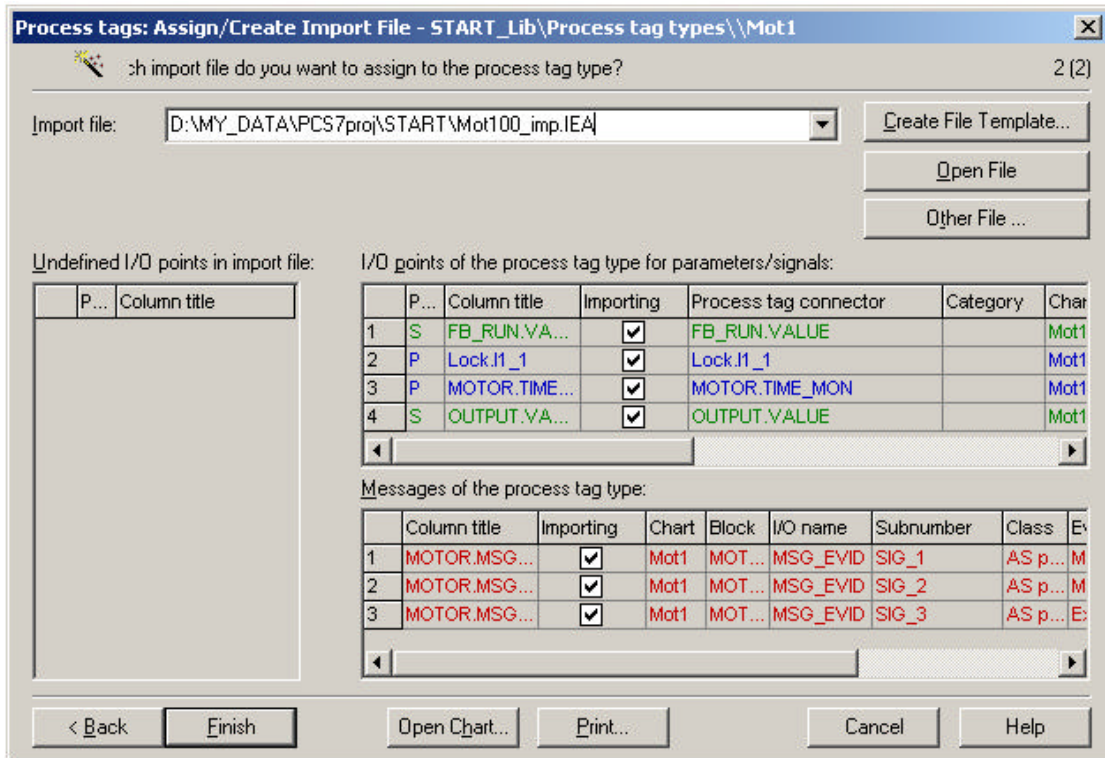 Process tags: Assign/Create Import File - START_Lib\Process tag types\\Mot1
ch import file do you want to assign to the process tag type? 2 (2)
Import file: D:\MY_DATA\PCS7proj\START\Mot100_imp.IEA Create File Template...
Open File
Other File ...
Undefined I/O points in import file: I/O points of the process tag type for parameters/signals:
P... Column title P... Column title Importing Process tag connector Category Char
1 S FB_RUN.VA... FB_RUN.VALUE Mot1
2 P Lock.I1_1 Lock.I1_1 Mot1
3 P MOTOR.TIME... MOTOR.TIME_MON Mot1
4 S OUTPUT.VA... OUTPUT.VALUE Mot1
Messages of the process tag type:
Column title Importing Chart Block I/O name Subnumber Class Ev
1 MOTOR.MSG... Mot1 MOT... MSG_EVID SIG_1 AS p... M
2 MOTOR.MSG... Mot1 MOT... MSG_EVID SIG_2 AS p... M
3 MOTOR.MSG... Mot1 MOT... MSG_EVID SIG_3 AS p... Ex
< Back Finish Open Chart... Print... Cancel Help